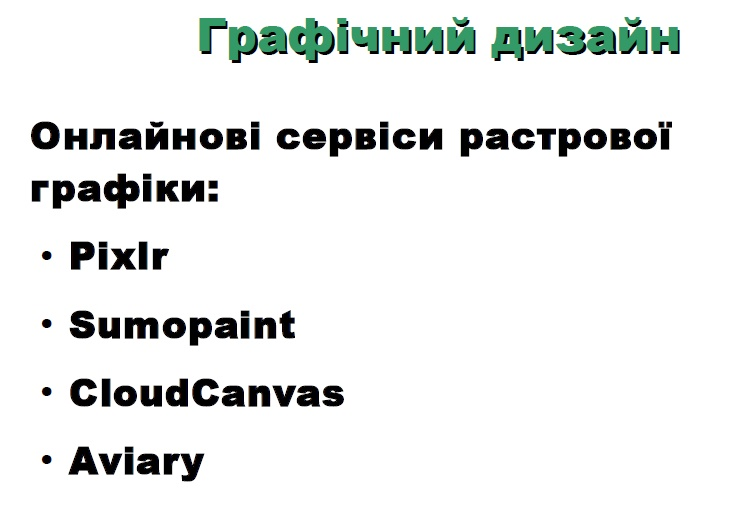 Графічний дизайн
Онлайнові сервіси растрової
графіки:
• Pixlr
• Sumopaint
• CloudCanvas
• Aviary